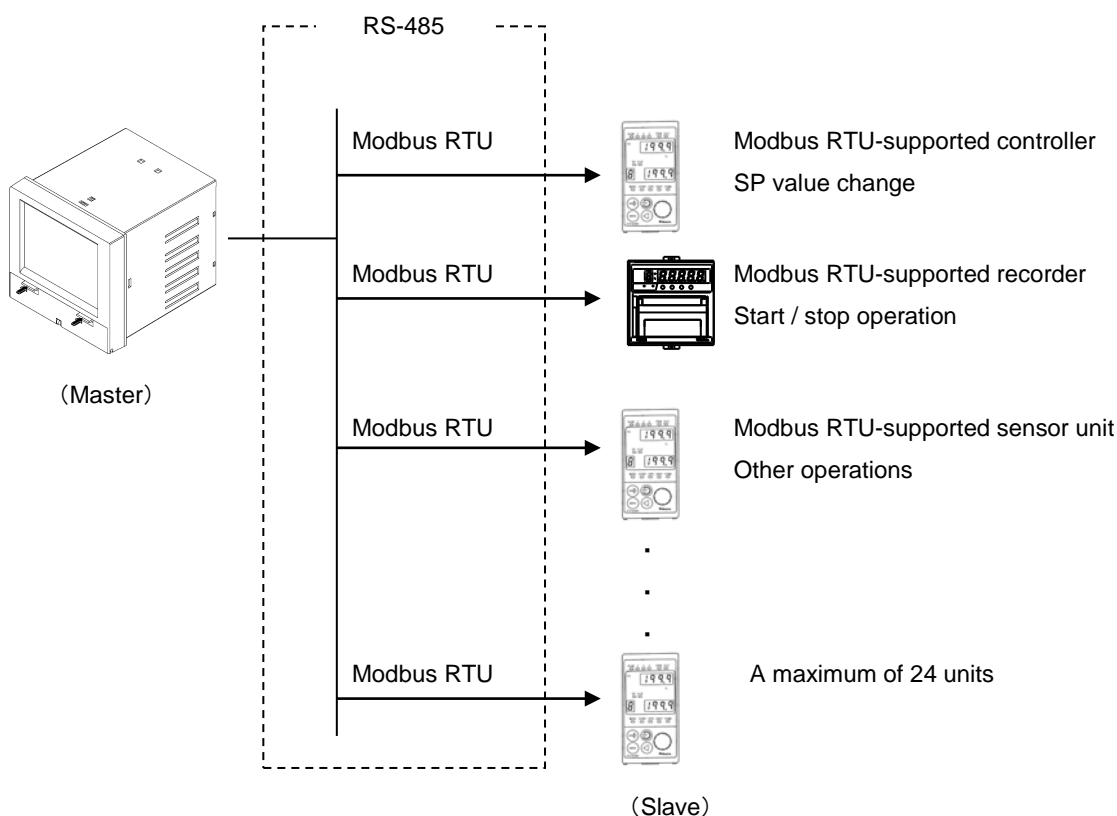 RS-485
Modbus RTU
Modbus RTU-supported controller
SP value change
Modbus RTU
Modbus RTU-supported recorder
Start / stop operation
（Master）
Modbus RTU
Modbus RTU-supported sensor unit
Other operations
Modbus RTU
A maximum of 24 units
（Slave）